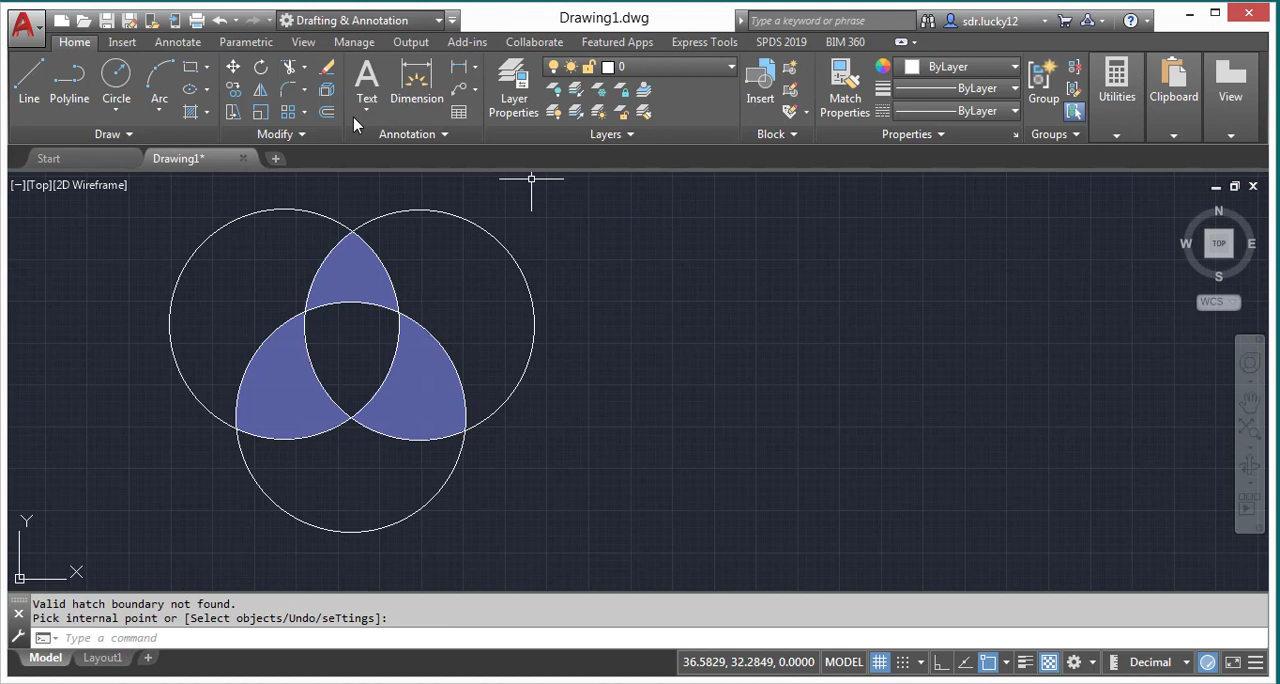 Drafting & Annotation
Drawing1.dwg
Type a keyword or phrase
sdr.lucky12
Home Insert Annotate Parametric View Manage Output Add-ins Collaborate Featured Apps Express Tools SPDS 2019 BIM 360
Line Polyline Circle Arc
Text Dimension
Layer Properties
0
Insert
Match Properties
ByLayer
ByLayer
ByLayer
Group
Utilities
Clipboard
View
Draw Modify Annotation Layers Block Properties Groups
Start Drawing1*
[−][Top][2D Wireframe]
N
W TOP E
S
WCS
Y
X
Valid hatch boundary not found.
Pick internal point or [Select objects/Undo/seTtings]:
Type a command
Model Layout1
36.5829, 32.2849, 0.0000 MODEL Decimal